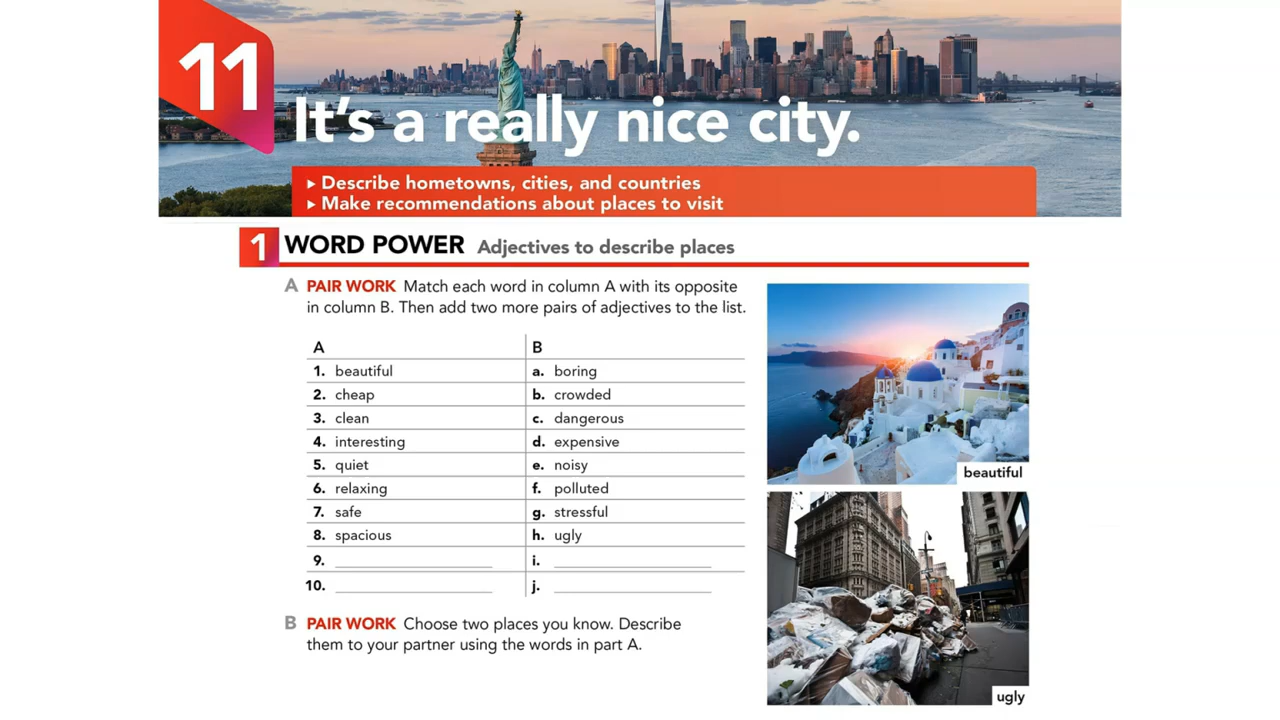 11
It's a really nice city.
▸ Describe hometowns, cities, and countries
▸ Make recommendations about places to visit
1 WORD POWER Adjectives to describe places
A PAIR WORK Match each word in column A with its opposite
in column B. Then add two more pairs of adjectives to the list.
A B
1. beautiful a. boring
2. cheap b. crowded
3. clean c. dangerous
4. interesting d. expensive
5. quiet e. noisy
6. relaxing f. polluted
7. safe g. stressful
8. spacious h. ugly
9. i.
10. j.
beautiful
B PAIR WORK Choose two places you know. Describe
them to your partner using the words in part A.
ugly